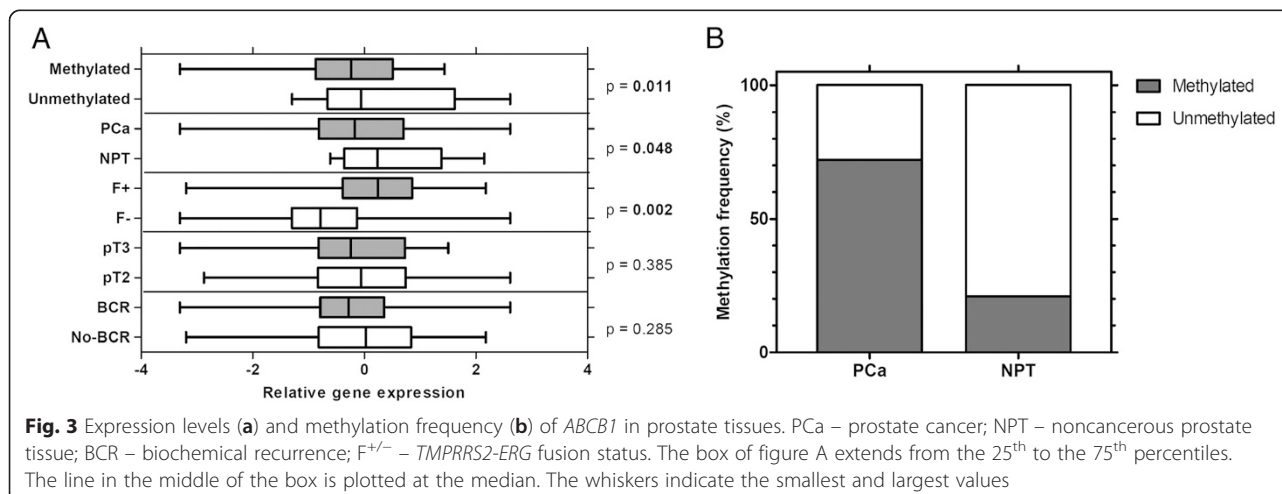 A
Methylated
Unmethylated
p = 0.011
PCa
NPT
p = 0.048
F+
F-
p = 0.002
pT3
pT2
p = 0.385
BCR
No-BCR
p = 0.285
-4 -2 0 2 4
Relative gene expression
B
Methylation frequency (%)
100
50
0
PCa NPT
Methylated
Unmethylated
Fig. 3 Expression levels (a) and methylation frequency (b) of ABCB1 in prostate tissues. PCa – prostate cancer; NPT – noncancerous prostate
tissue; BCR – biochemical recurrence; F+/− – TMPRRS2-ERG fusion status. The box of figure A extends from the 25th to the 75th percentiles.
The line in the middle of the box is plotted at the median. The whiskers indicate the smallest and largest values